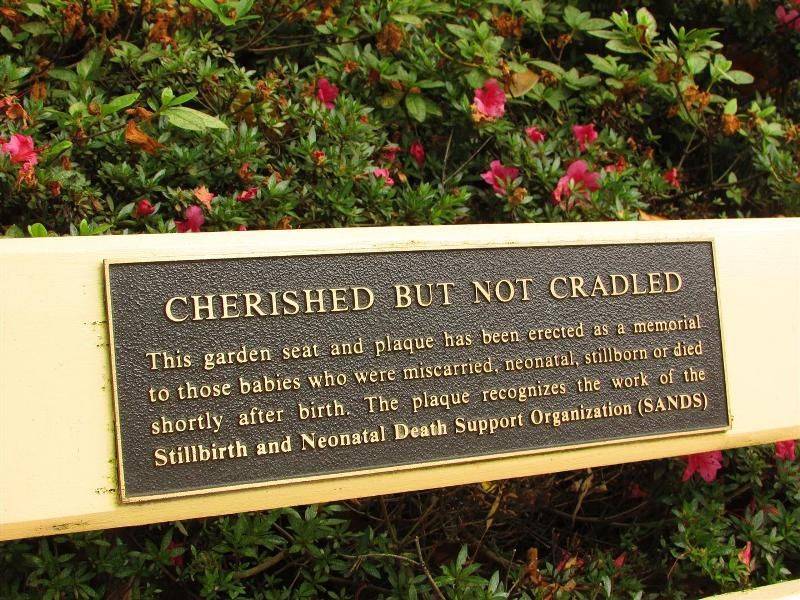 CHERISHED BUT NOT CRADLED
This garden seat and plaque has been erected as a memorial
to those babies who were miscarried, neonatal, stillborn or died
shortly after birth. The plaque recognizes the work of the
Stillbirth and Neonatal Death Support Organization (SANDS)